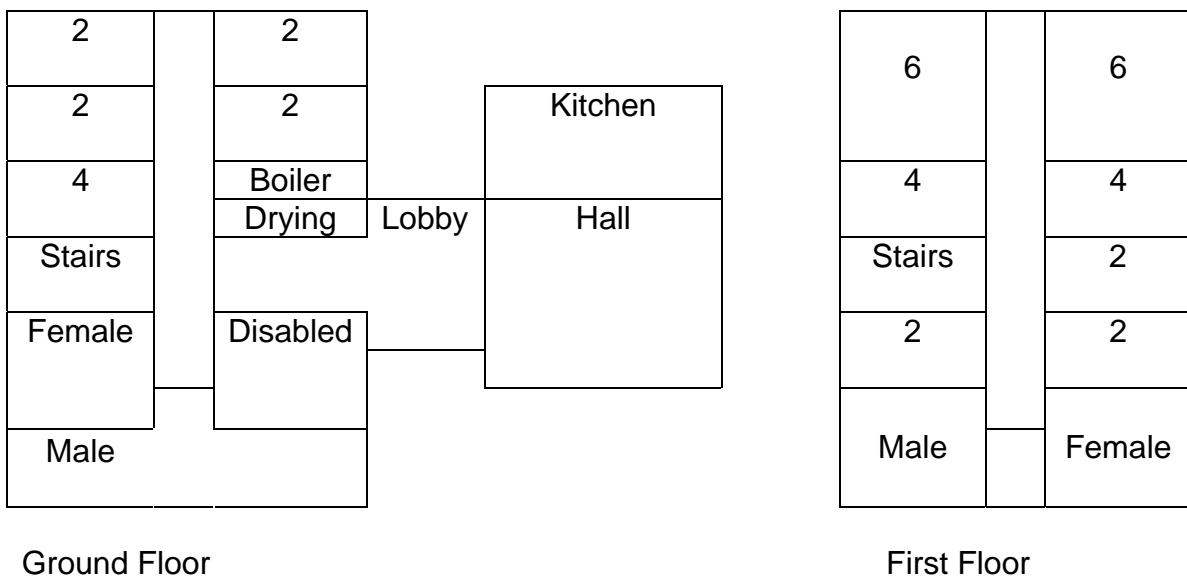 2 2
2 2 Kitchen
4 Boiler
Drying Lobby Hall
Stairs
Female Disabled
Male
Ground Floor
6 6
4 4
Stairs 2
2 2
Male Female
First Floor